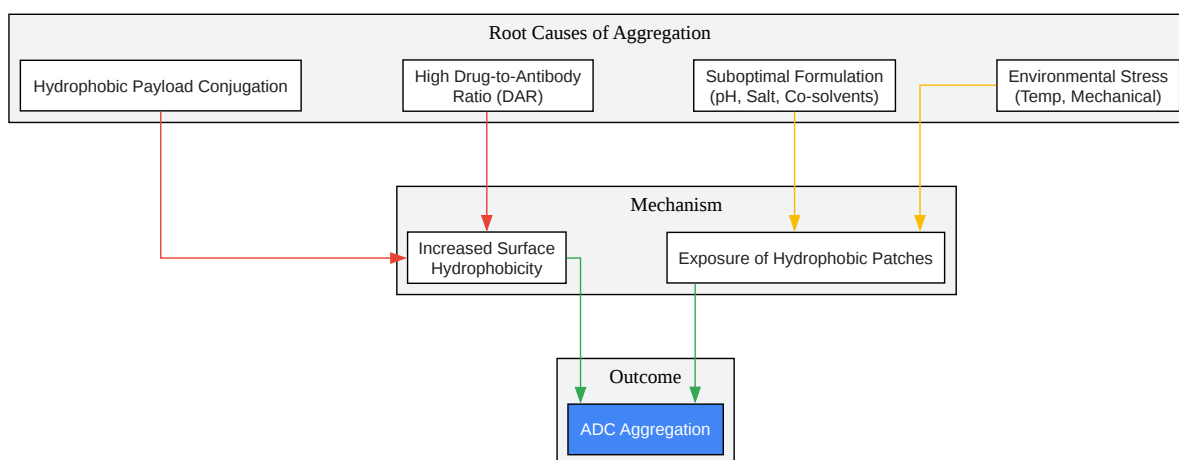 Root Causes of Aggregation
Hydrophobic Payload Conjugation
High Drug-to-Antibody
Ratio (DAR)
Suboptimal Formulation
(pH, Salt, Co-solvents)
Environmental Stress
(Temp, Mechanical)
Mechanism
Increased Surface
Hydrophobicity
Exposure of Hydrophobic Patches
Outcome
ADC Aggregation